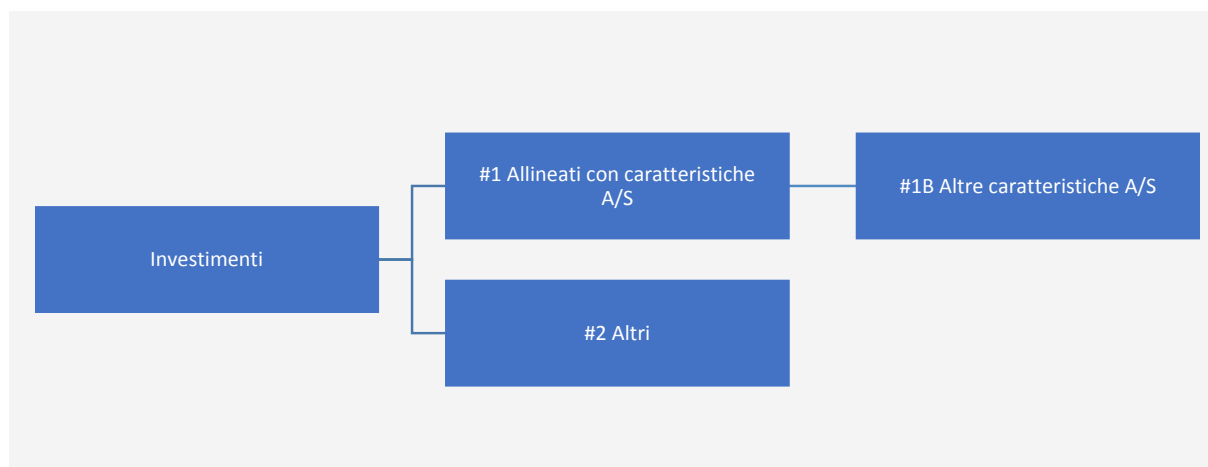 #1 Allineati con caratteristiche
A/S
#1B Altre caratteristiche A/S
Investimenti
#2 Altri